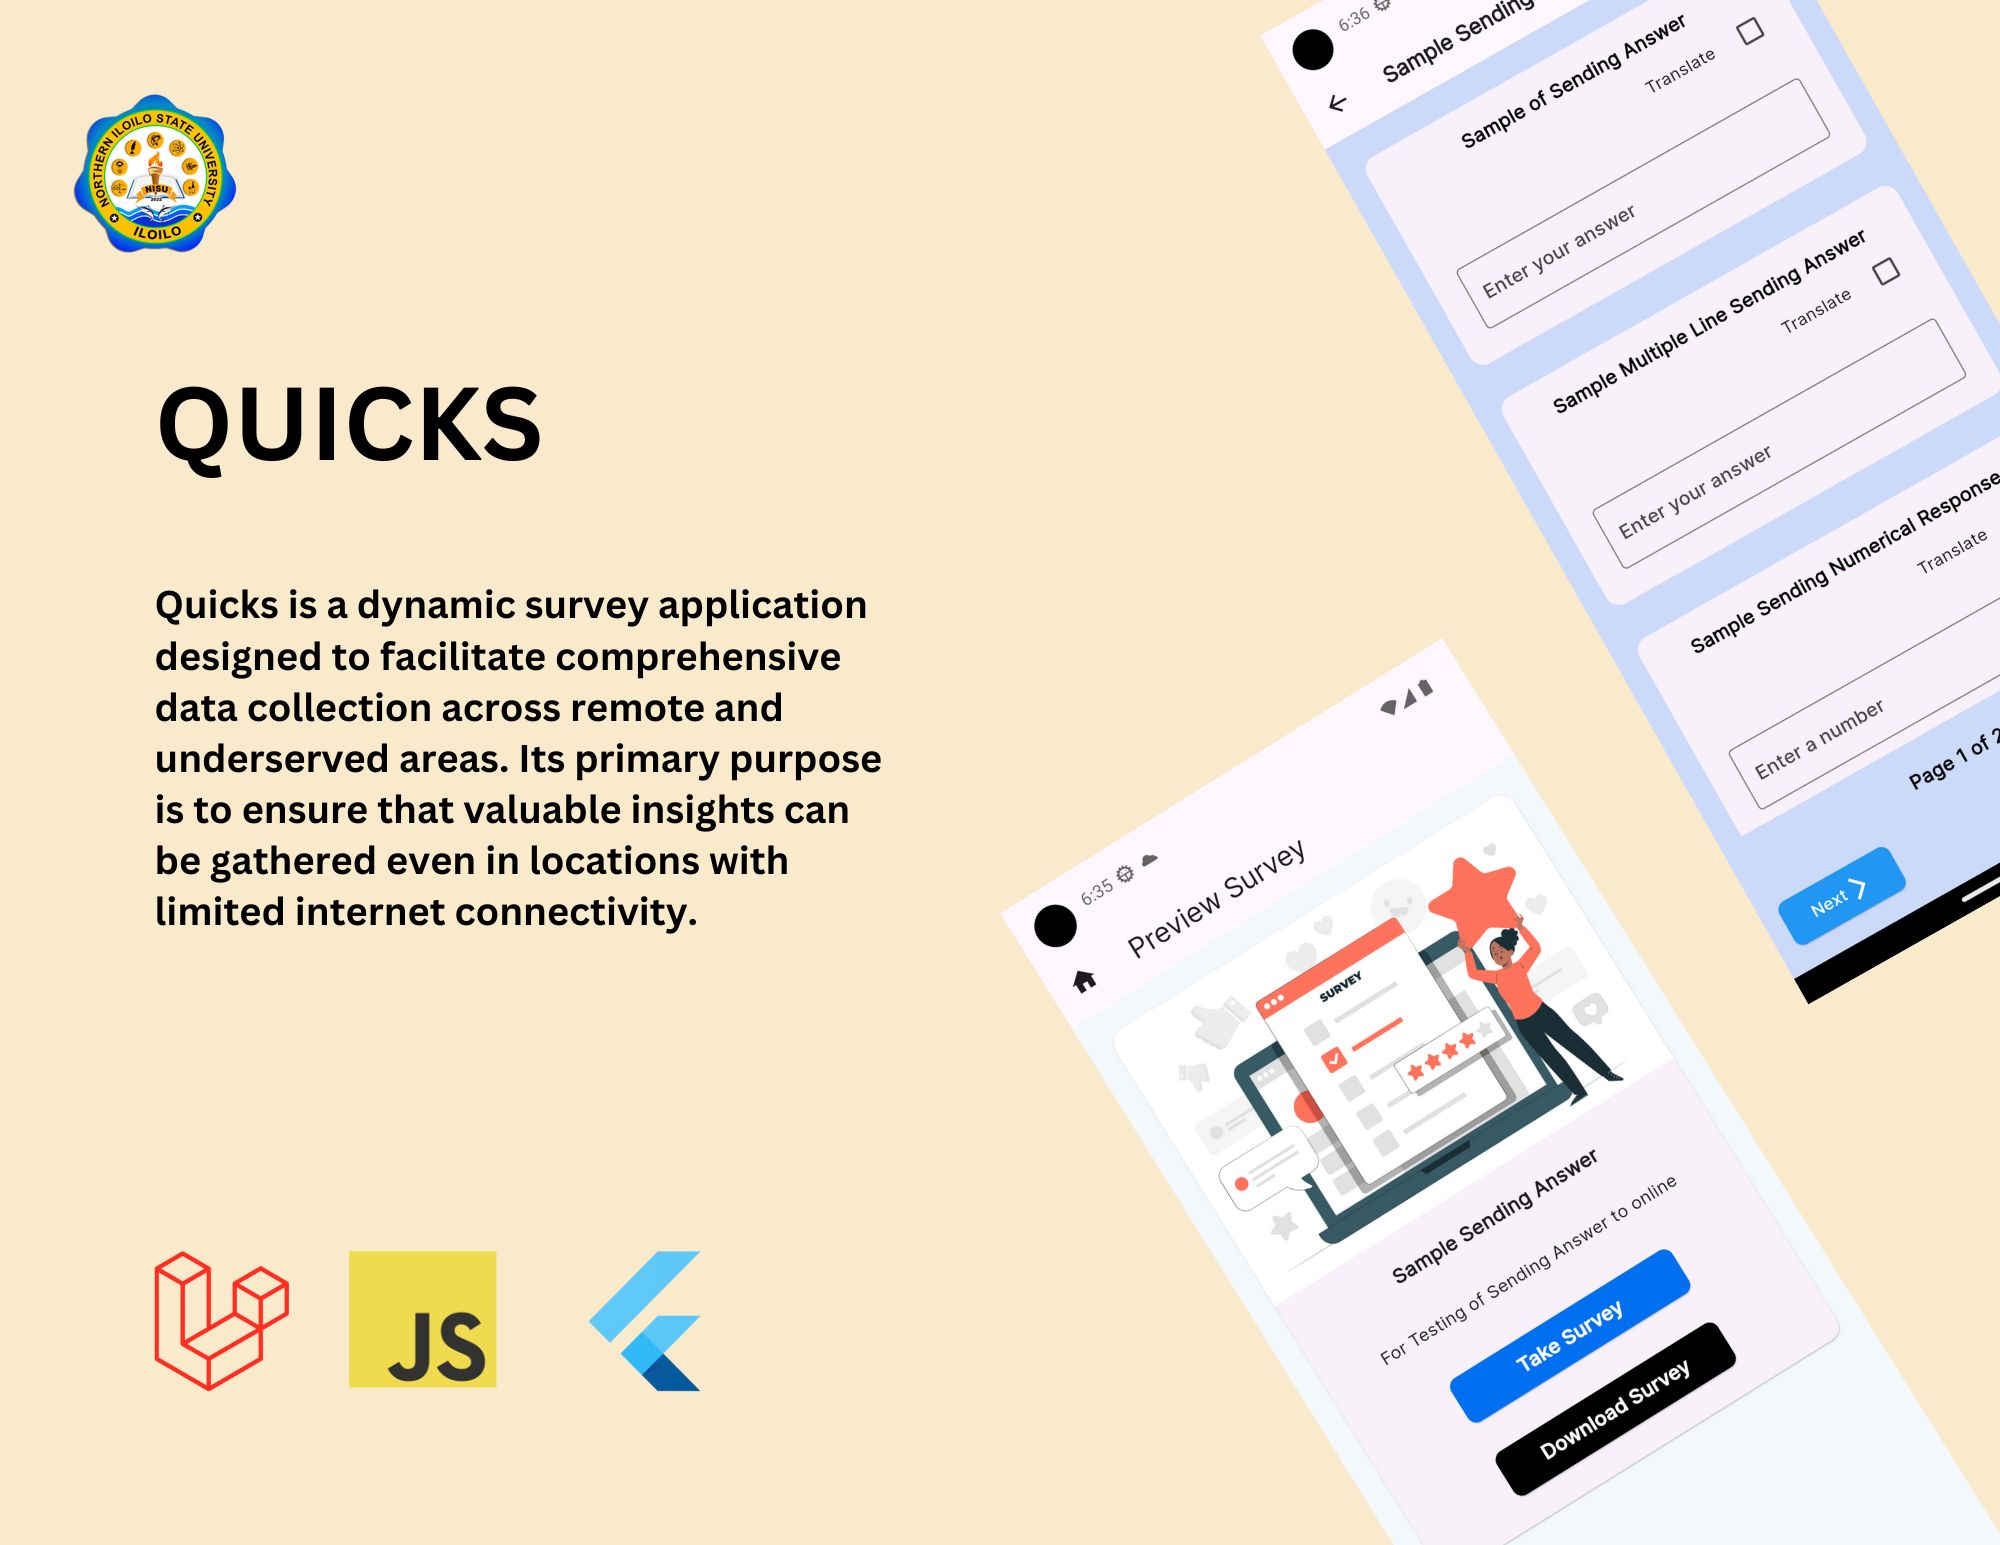 NORTHERN ILOILO STATE UNIVERSITY
NISU
2022
ILOILO
QUICKS
Quicks is a dynamic survey application
designed to facilitate comprehensive
data collection across remote and
underserved areas. Its primary purpose
is to ensure that valuable insights can
be gathered even in locations with
limited internet connectivity.
JS
6:36
Sample Sending
Sample of Sending Answer
Translate
Enter your answer
Sample Multiple Line Sending Answer
Translate
Enter your answer
Sample Sending Numerical Response
Translate
Enter a number
Page 1 of 2
Next
6:35
Preview Survey
SURVEY
Sample Sending Answer
For Testing of Sending Answer to online
Take Survey
Download Survey